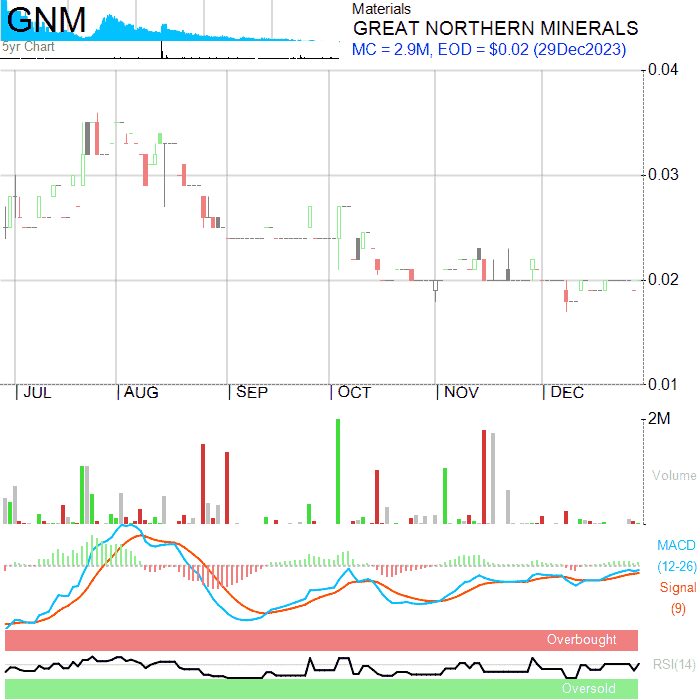 GNM
5yr Chart
Materials
GREAT NORTHERN MINERALS
MC = 2.9M, EOD = $0.02 (29Dec2023)
0.04
0.03
0.02
0.01
JUL
AUG
SEP
OCT
NOV
DEC
2M
Volume
MACD
(12-26)
Signal
(9)
Overbought
RSI(14)
Oversold